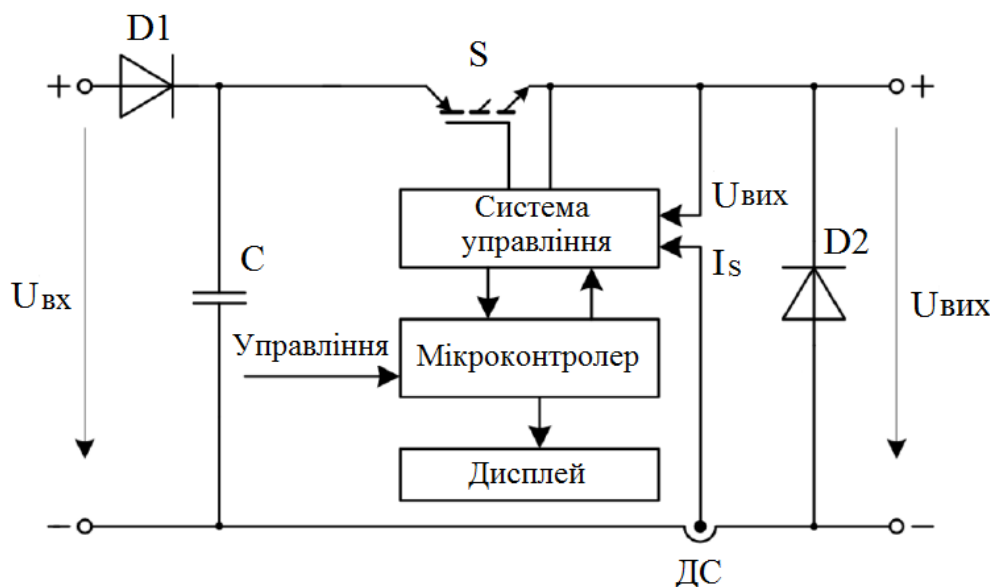 D1
S
+
+
Система
управління
Uвих
Is
D2
C
Uвх
Uвих
Управління
Мікроконтролер
Дисплей
−
−
ДС